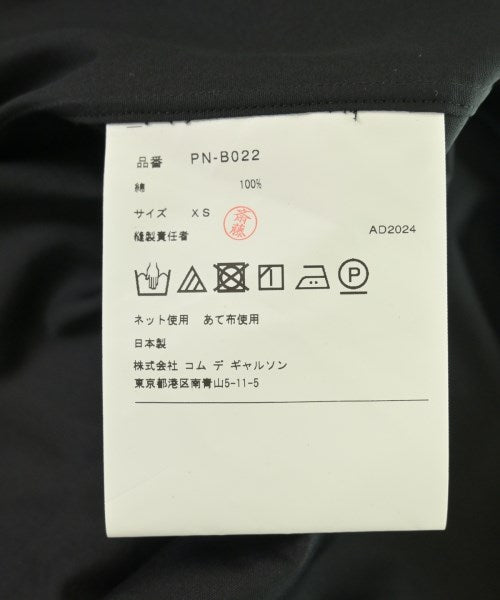 品番 PN-B022
綿 100%
サイズ XS
斎藤
縫製責任者
AD2024
P
ネット使用 あて布使用
日本製
株式会社 コム デ ギャルソン
東京都港区南青山5-11-5